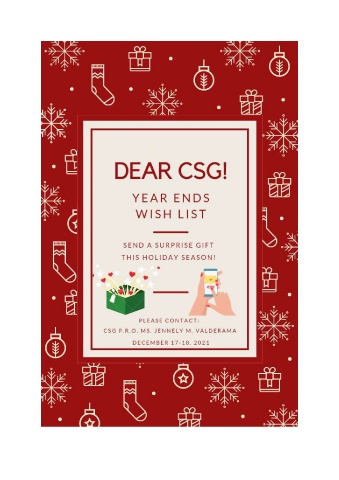 DEAR CSG!
YEAR ENDS
WISH LIST
SEND A SURPRISE GIFT
THIS HOLIDAY SEASON!
PLEASE CONTACT:
CSG P.R.O. MS. JENNELY M. VALDERAMA
DECEMBER 17-18, 2021